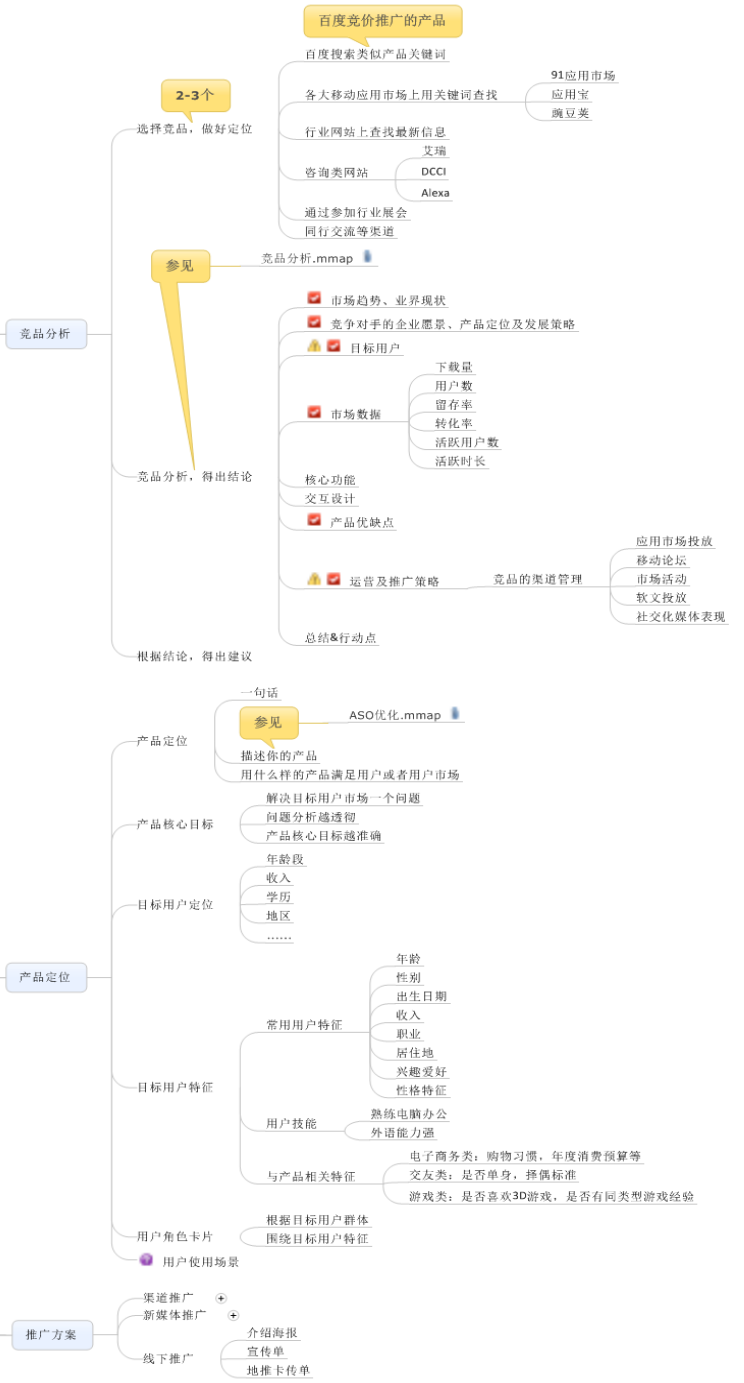 百度竞价推广的产品
百度搜索类似产品关键词
2-3个
各大移动应用市场上用关键词查找
91应用市场
应用宝
豌豆荚
选择竞品，做好定位
行业网站上查找最新信息
咨询类网站
艾瑞
DCCI
Alexa
通过参加行业展会
同行交流等渠道
参见
竞品分析.mmap
竞品分析
市场趋势、业界现状
竞争对手的企业愿景、产品定位及发展策略
目标用户
市场数据
下载量
用户数
留存率
转化率
活跃用户数
活跃时长
竞品分析，得出结论
核心功能
交互设计
产品优缺点
运营及推广策略
竞品的渠道管理
应用市场投放
移动论坛
市场活动
软文投放
社交化媒体表现
总结&行动点
根据结论，得出建议
一句话
参见
ASO优化.mmap
产品定位
描述你的产品
用什么样的产品满足用户或者用户市场
产品核心目标
解决目标用户市场一个问题
问题分析越透彻
产品核心目标越准确
目标用户定位
年龄段
收入
学历
地区
……
产品定位
目标用户特征
常用用户特征
年龄
性别
出生日期
收入
职业
居住地
兴趣爱好
性格特征
用户技能
熟练电脑办公
外语能力强
与产品相关特征
电子商务类：购物习惯，年度消费预算等
交友类：是否单身，择偶标准
游戏类：是否喜欢3D游戏，是否有同类型游戏经验
用户角色卡片
根据目标用户群体
围绕目标用户特征
用户使用场景
推广方案
渠道推广
新媒体推广
线下推广
介绍海报
宣传单
地推卡传单